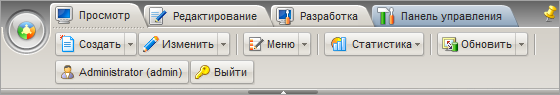 Просмотр Редактирование Разработка Панель управления
Создать Изменить Меню Статистика Обновить
Administrator (admin) Выйти